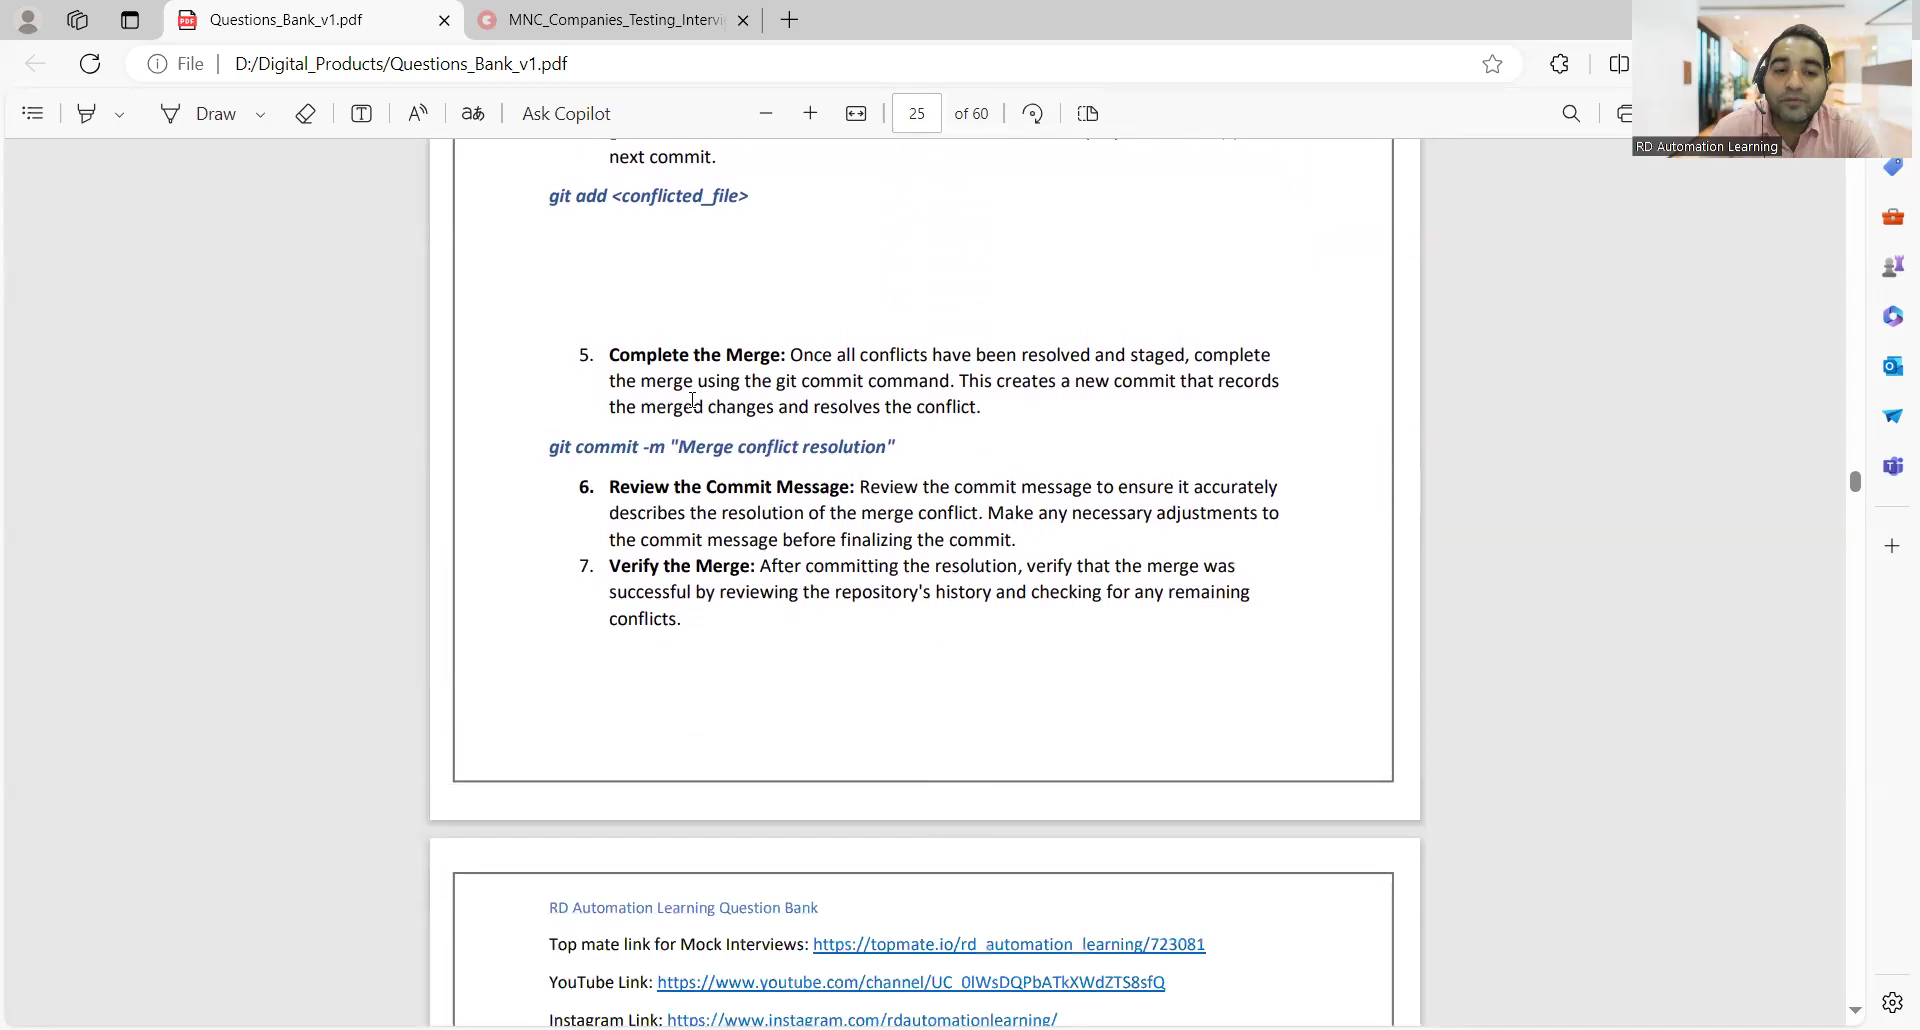 Questions_Bank_v1.pdf
MNC_Companies_Testing_Intervi
File
D:/Digital_Products/Questions_Bank_v1.pdf
Draw
Ask Copilot
25 of 60
RD Automation Learning
next commit.
git add <conflicted_file>
5. Complete the Merge: Once all conflicts have been resolved and staged, complete
the merge using the git commit command. This creates a new commit that records
the merged changes and resolves the conflict.
git commit -m "Merge conflict resolution"
6. Review the Commit Message: Review the commit message to ensure it accurately
describes the resolution of the merge conflict. Make any necessary adjustments to
the commit message before finalizing the commit.
7. Verify the Merge: After committing the resolution, verify that the merge was
successful by reviewing the repository's history and checking for any remaining
conflicts.
RD Automation Learning Question Bank
Top mate link for Mock Interviews: https://topmate.io/rd_automation_learning/723081
YouTube Link: https://www.youtube.com/channel/UC_0lWsDQPbATkXWdZTS8sfQ
Instagram Link: https://www.instagram.com/rdautomationlearning/